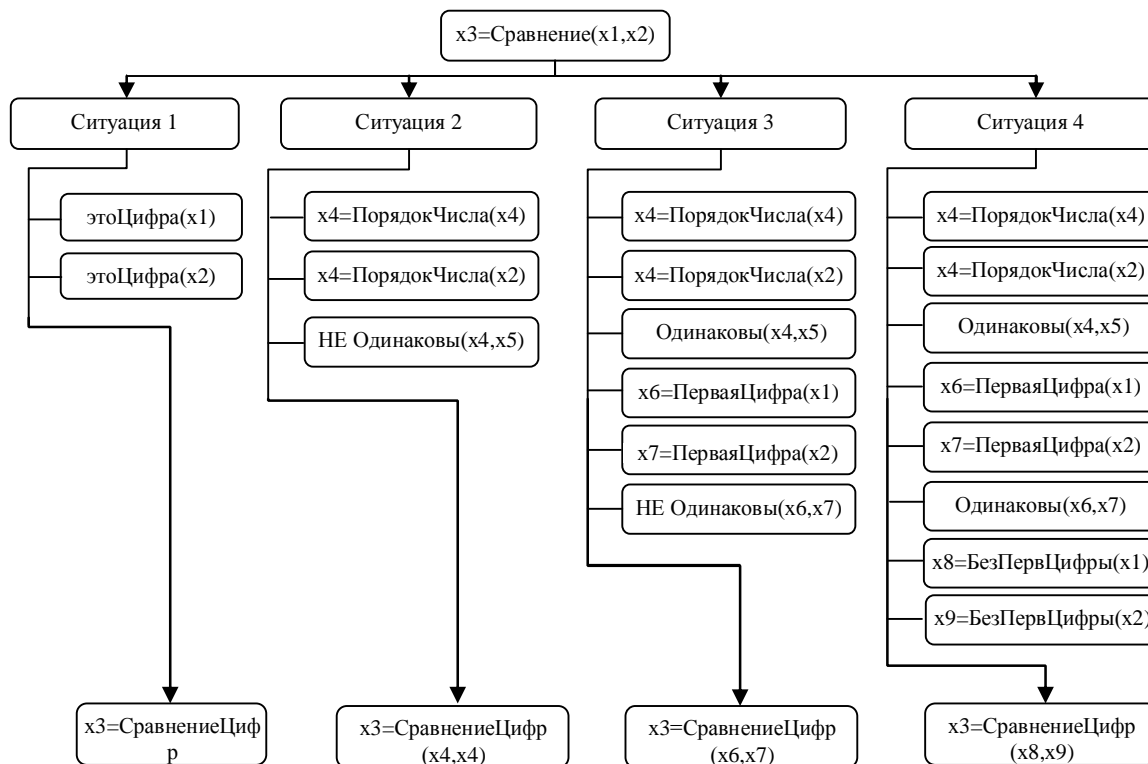 x3=Сравнение(x1,x2)
Ситуация 1
Ситуация 2
Ситуация 3
Ситуация 4
этоЦифра(x1)
этоЦифра(x2)
x3=СравнениеЦиф
р
x4=ПорядокЧисла(x4)
x4=ПорядокЧисла(x2)
НЕ Одинаковы(x4,x5)
x3=СравнениеЦифр
(x4,x4)
x4=ПорядокЧисла(x4)
x4=ПорядокЧисла(x2)
Одинаковы(x4,x5)
x6=ПерваяЦифра(x1)
x7=ПерваяЦифра(x2)
НЕ Одинаковы(x6,x7)
x3=СравнениеЦифр
(x6,x7)
x4=ПорядокЧисла(x4)
x4=ПорядокЧисла(x2)
Одинаковы(x4,x5)
x6=ПерваяЦифра(x1)
x7=ПерваяЦифра(x2)
Одинаковы(x6,x7)
x8=БезПервЦифры(x1)
x9=БезПервЦифры(x2)
x3=СравнениеЦифр
(x8,x9)